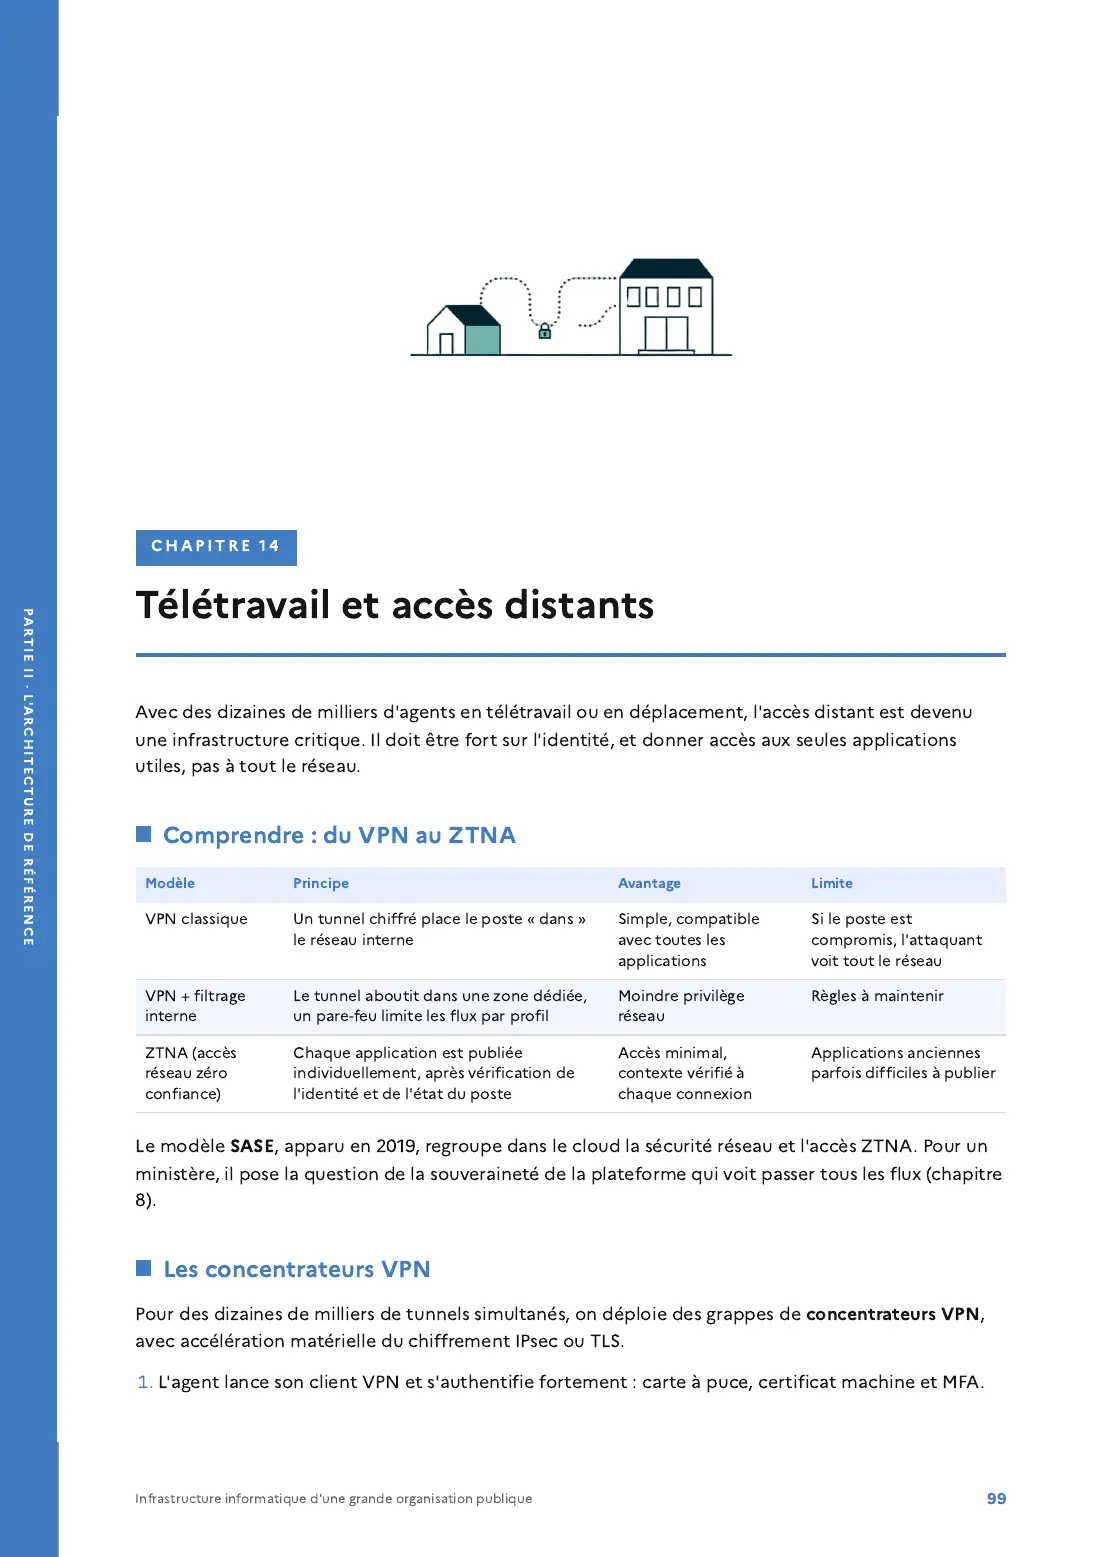 CHAPITRE 14
Télétravail et accès distants
PARTIE II · L'ARCHITECTURE DE RÉFÉRENCE
Avec des dizaines de milliers d'agents en télétravail ou en déplacement, l'accès distant est devenu
une infrastructure critique. Il doit être fort sur l'identité, et donner accès aux seules applications
utiles, pas à tout le réseau.
Comprendre : du VPN au ZTNA
Modèle Principe Avantage Limite
VPN classique
Un tunnel chiffré place le poste « dans »
le réseau interne
Simple, compatible
avec toutes les
applications
Si le poste est
compromis, l'attaquant
voit tout le réseau
VPN + filtrage
interne
Le tunnel aboutit dans une zone dédiée,
un pare-feu limite les flux par profil
Moindre privilège
réseau
Règles à maintenir
ZTNA (accès
réseau zéro
confiance)
Chaque application est publiée
individuellement, après vérification de
l'identité et de l'état du poste
Accès minimal,
contexte vérifié à
chaque connexion
Applications anciennes
parfois difficiles à publier
Le modèle SASE, apparu en 2019, regroupe dans le cloud la sécurité réseau et l'accès ZTNA. Pour un
ministère, il pose la question de la souveraineté de la plateforme qui voit passer tous les flux (chapitre
8).
Les concentrateurs VPN
Pour des dizaines de milliers de tunnels simultanés, on déploie des grappes de concentrateurs VPN,
avec accélération matérielle du chiffrement IPsec ou TLS.
1. L'agent lance son client VPN et s'authentifie fortement : carte à puce, certificat machine et MFA.
Infrastructure informatique d'une grande organisation publique
99